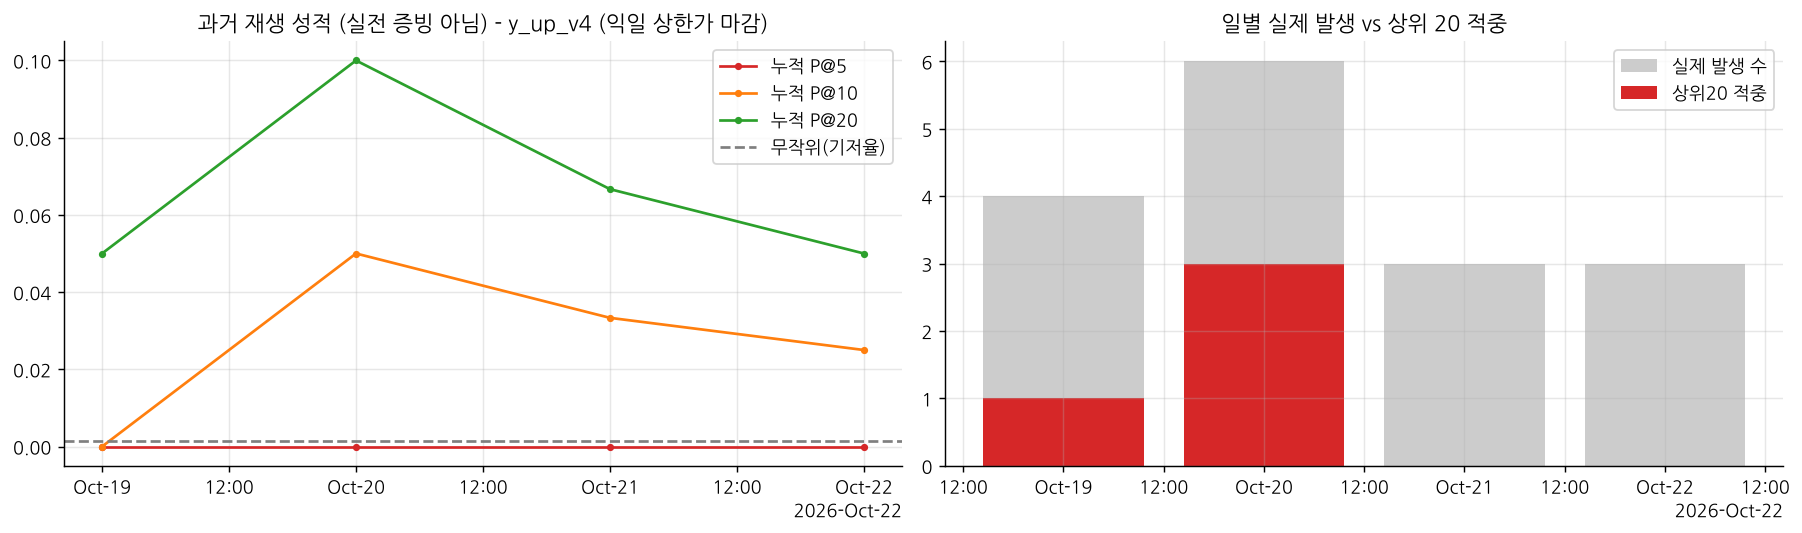 과거 재생 성적 (실전 증빙 아님) - y_up_v4 (익일 상한가 마감)
0.10
0.08
0.06
0.04
0.02
0.00
누적 P@5
누적 P@10
누적 P@20
무작위(기저율)
Oct-19 12:00 Oct-20 12:00 Oct-21 12:00 Oct-22
2026-Oct-22
일별 실제 발생 vs 상위 20 적중
6
5
4
3
2
1
0
실제 발생 수
상위20 적중
12:00 Oct-19 12:00 Oct-20 12:00 Oct-21 12:00 Oct-22 12:00
2026-Oct-22